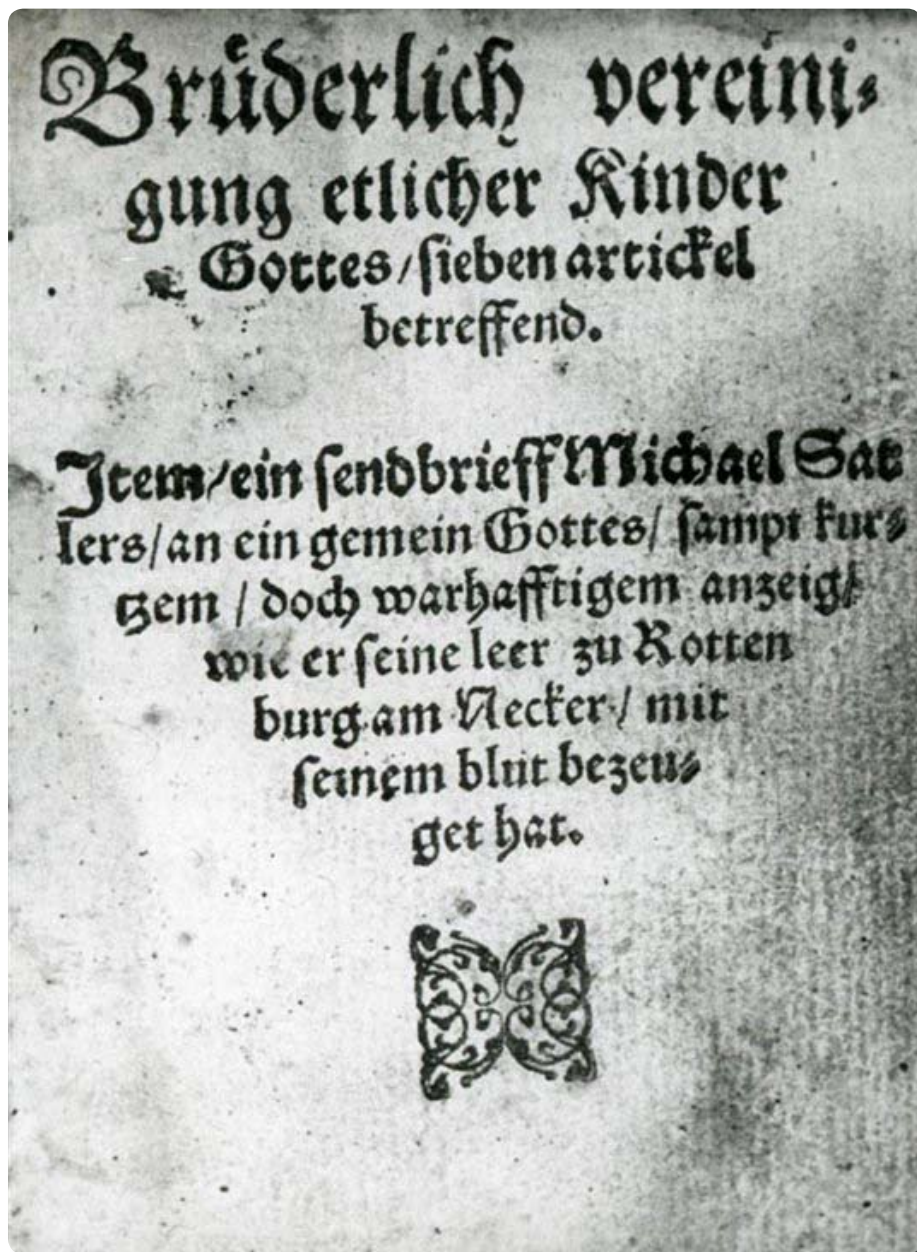 Brüderlich vereini⸗
gung etlicher Kinder
Gottes / sieben artickel
betreffend.
Item / ein sendbrieff Michael Sat
lers / an ein gemein Gottes / sampt kur⸗
tzem / doch warhafftigem anzeig /
wie er seine leer zu Rotten
burg am Necker / mit
seinem blut bezeu⸗
get hat.